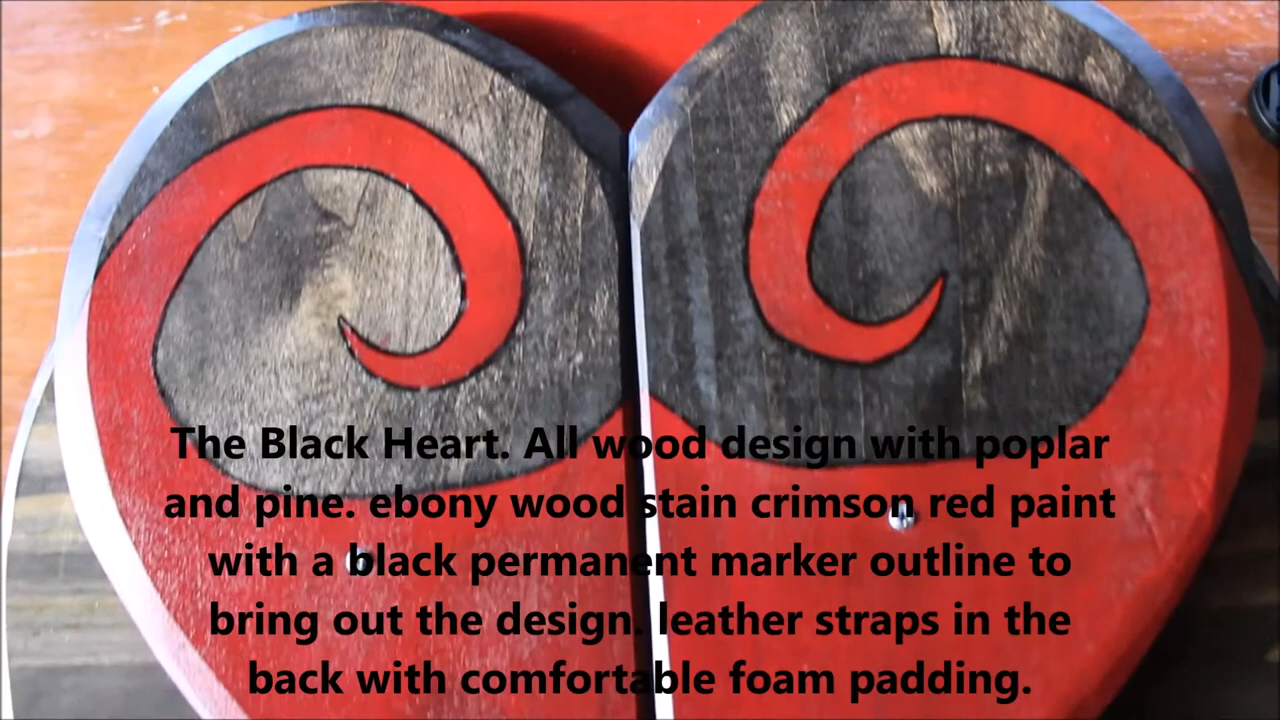 The Black Heart. All wood design with poplar
and pine. ebony wood stain crimson red paint
with a black permanent marker outline to
bring out the design. leather straps in the
back with comfortable foam padding.